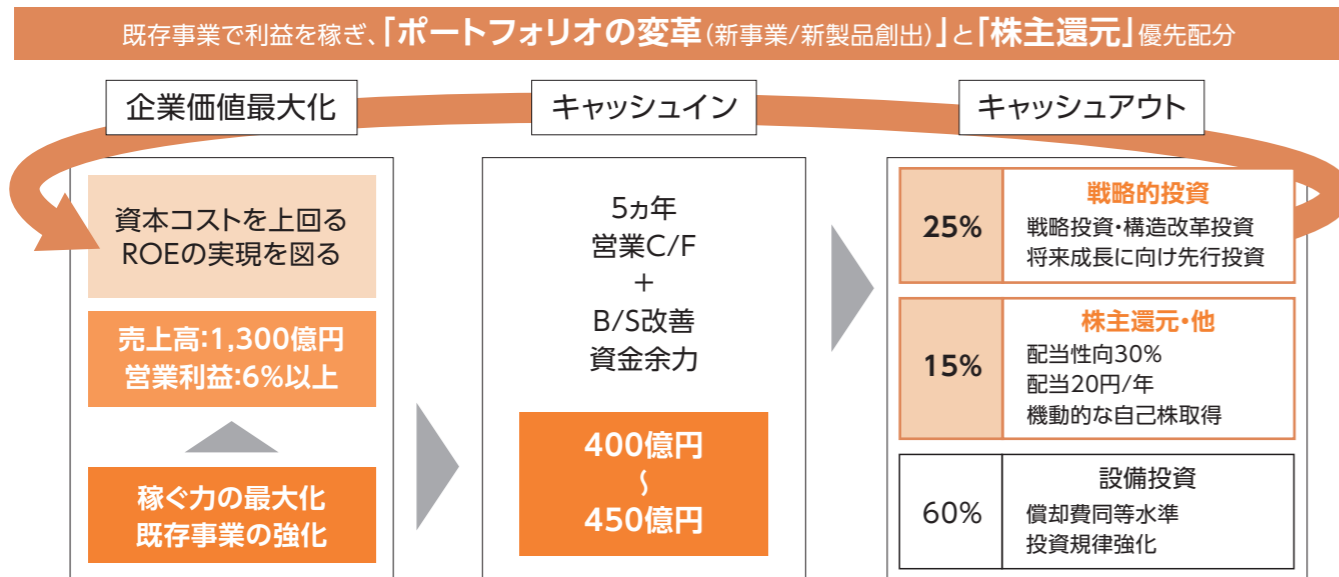 既存事業で利益を稼ぎ、「ポートフォリオの変革(新事業/新製品創出)」と「株主還元」優先配分
企業価値最大化
資本コストを上回る
ROEの実現を図る
売上高:1,300億円
営業利益:6%以上
稼ぐ力の最大化
既存事業の強化
キャッシュイン
5ヵ年
営業C/F
+
B/S改善
資金余力
400億円
〜
450億円
キャッシュアウト
25%
戦略的投資
戦略投資・構造改革投資
将来成長に向け先行投資
15%
株主還元・他
配当性向30%
配当20円/年
機動的な自己株取得
60%
設備投資
償却費同等水準
投資規律強化